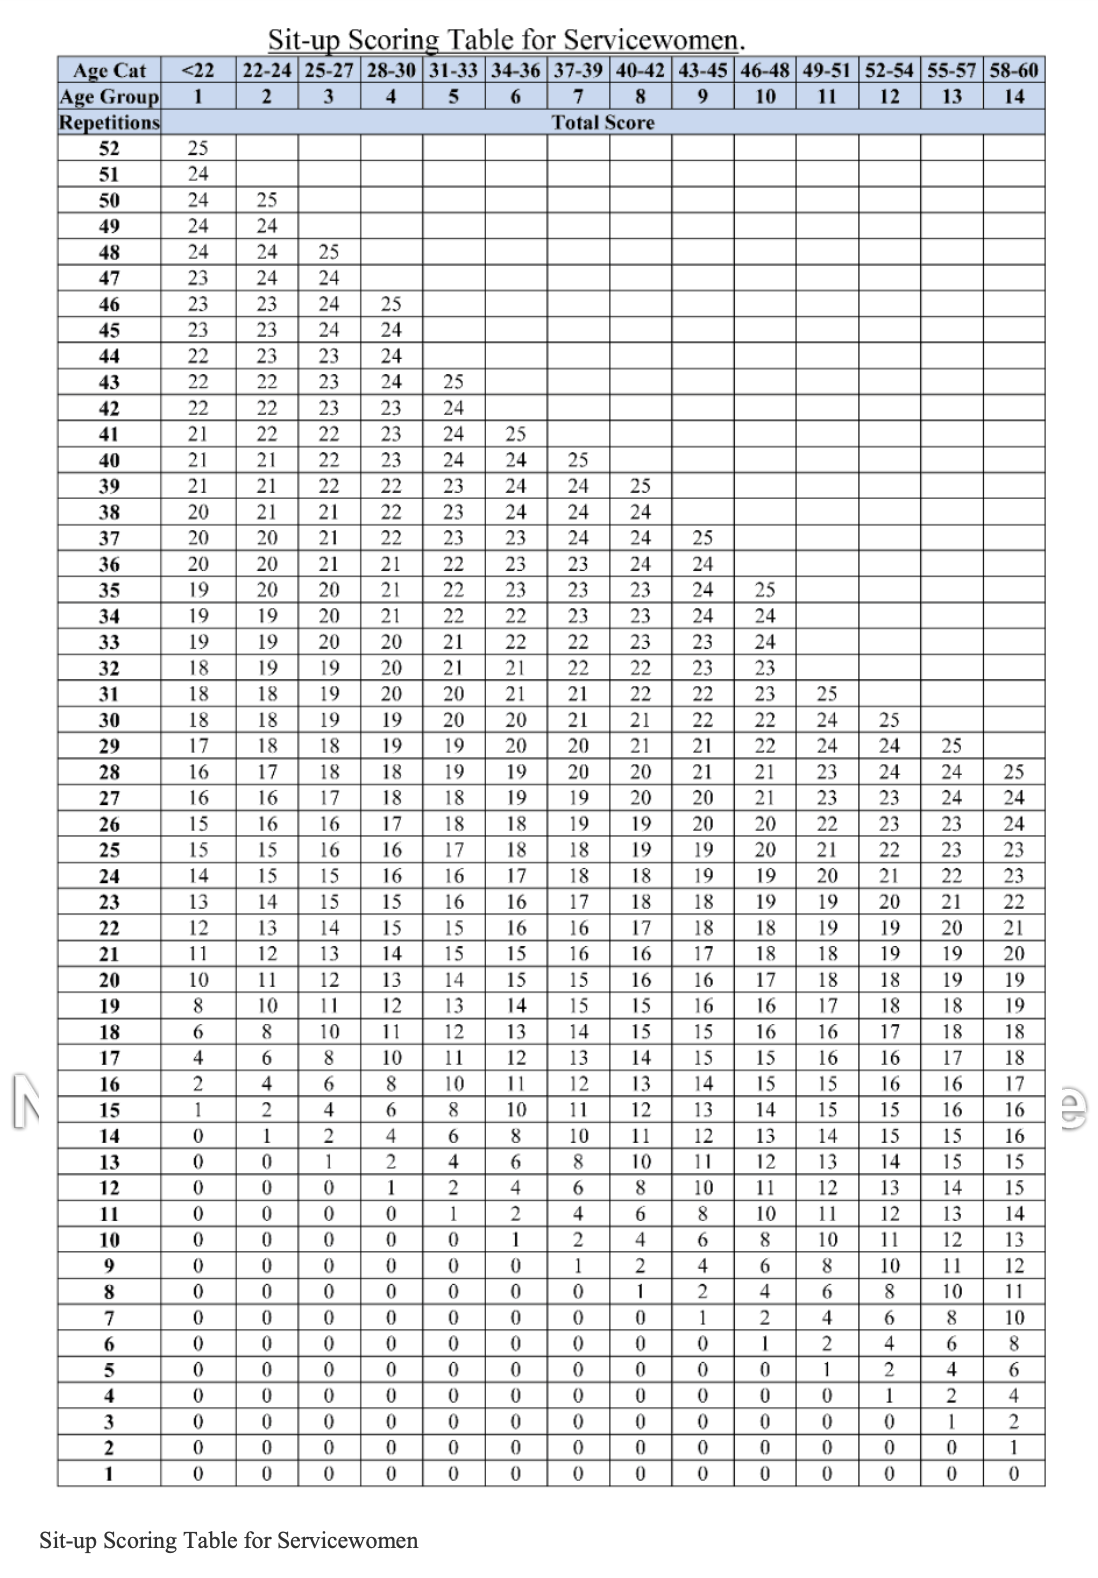 Sit-up Scoring Table for Servicewomen.
Age Cat <22 22-24 25-27 28-30 31-33 34-36 37-39 40-42 43-45 46-48 49-51 52-54 55-57 58-60
Age Group 1 2 3 4 5 6 7 8 9 10 11 12 13 14
Repetitions Total Score
52 25
51 24
50 24 25
49 24 24
48 24 24 25
47 23 24 24
46 23 23 24 25
45 23 23 24 24
44 22 23 23 24
43 22 22 23 24 25
42 22 22 23 23 24
41 21 22 22 23 24 25
40 21 21 22 23 24 24 25
39 21 21 22 22 23 24 24 25
38 20 21 21 22 23 24 24 24
37 20 20 21 22 23 23 24 24 25
36 20 20 21 21 22 23 23 24 24
35 19 20 20 21 22 23 23 23 24 25
34 19 19 20 21 22 22 23 23 24 24
33 19 19 20 20 21 22 22 23 23 24
32 18 19 19 20 21 21 22 22 23 23
31 18 18 19 20 20 21 21 22 22 23 25
30 18 18 19 19 20 20 21 21 22 22 24 25
29 17 18 18 19 19 20 20 21 21 22 24 24 25
28 16 17 18 18 19 19 20 20 21 21 23 24 24 25
27 16 16 17 18 18 19 19 20 20 21 23 23 24 24
26 15 16 16 17 18 18 19 19 20 20 22 23 23 24
25 15 15 16 16 17 18 18 19 19 20 21 22 23 23
24 14 15 15 16 16 17 18 18 19 19 20 21 22 23
23 13 14 15 15 16 16 17 18 18 19 19 20 21 22
22 12 13 14 15 15 16 16 17 18 18 19 19 20 21
21 11 12 13 14 15 15 16 16 17 18 18 19 19 20
20 10 11 12 13 14 15 15 16 16 17 18 18 19 19
19 8 10 11 12 13 14 15 15 16 16 17 18 18 19
18 6 8 10 11 12 13 14 15 15 16 16 17 18 18
17 4 6 8 10 11 12 13 14 15 15 16 16 17 18
16 2 4 6 8 10 11 12 13 14 15 15 16 16 17
15 1 2 4 6 8 10 11 12 13 14 15 15 16 16
14 0 1 2 4 6 8 10 11 12 13 14 15 15 16
13 0 0 1 2 4 6 8 10 11 12 13 14 15 15
12 0 0 0 1 2 4 6 8 10 11 12 13 14 15
11 0 0 0 0 1 2 4 6 8 10 11 12 13 14
10 0 0 0 0 0 1 2 4 6 8 10 11 12 13
9 0 0 0 0 0 0 1 2 4 6 8 10 11 12
8 0 0 0 0 0 0 0 1 2 4 6 8 10 11
7 0 0 0 0 0 0 0 0 1 2 4 6 8 10
6 0 0 0 0 0 0 0 0 0 1 2 4 6 8
5 0 0 0 0 0 0 0 0 0 0 1 2 4 6
4 0 0 0 0 0 0 0 0 0 0 0 1 2 4
3 0 0 0 0 0 0 0 0 0 0 0 0 1 2
2 0 0 0 0 0 0 0 0 0 0 0 0 0 1
1 0 0 0 0 0 0 0 0 0 0 0 0 0 0
Sit-up Scoring Table for Servicewomen